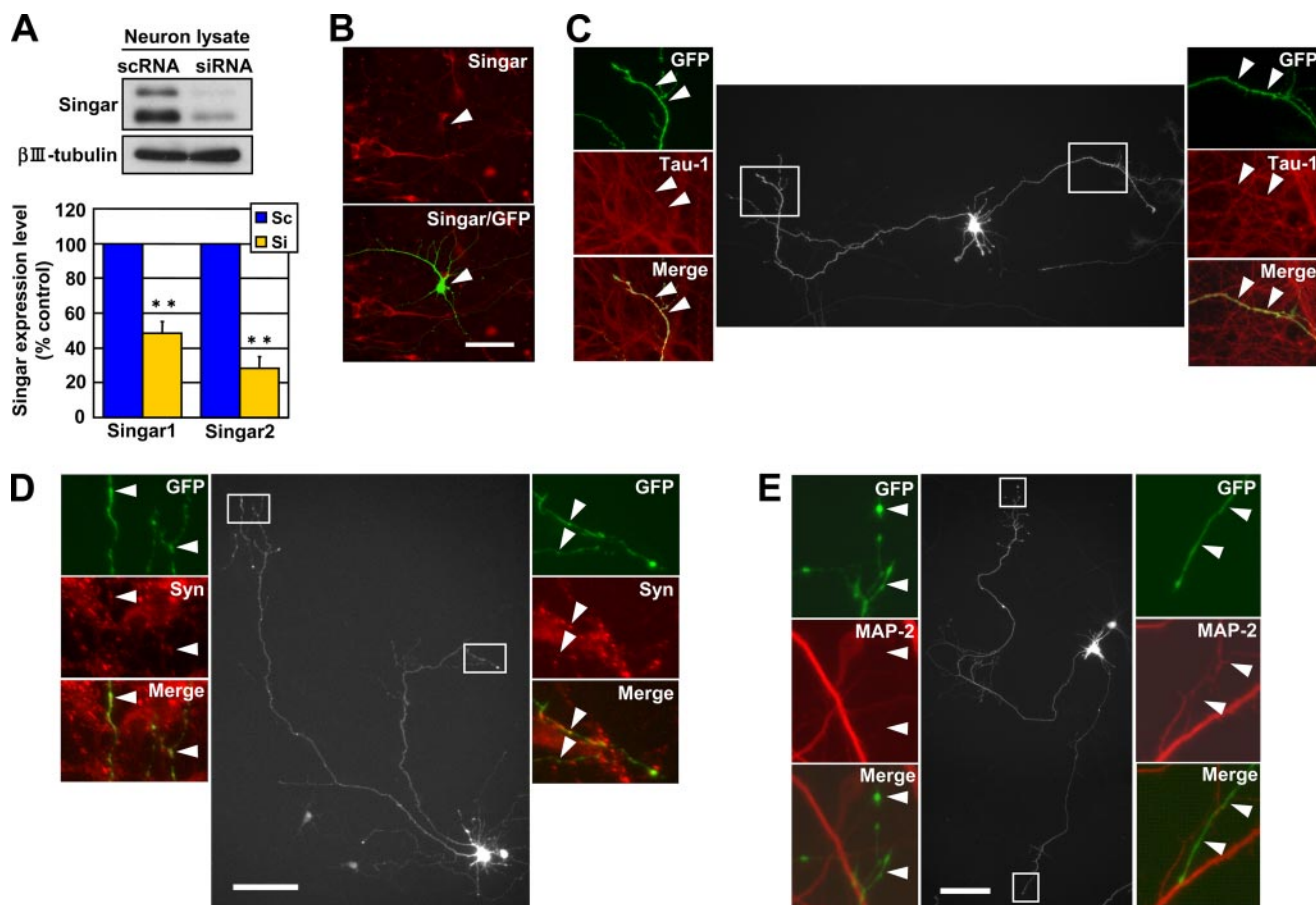 A
Neuron lysate
scRNA siRNA
Singar
βIII-tubulin
120
100
80
60
40
20
0
Singar expression level
(% control)
Sc
Si
**
**
Singar1 Singar2
B
Singar
Singar/GFP
C
GFP
Tau-1
Merge
GFP
Tau-1
Merge
D
GFP
Syn
Merge
GFP
Syn
Merge
E
GFP
MAP-2
Merge
GFP
MAP-2
Merge